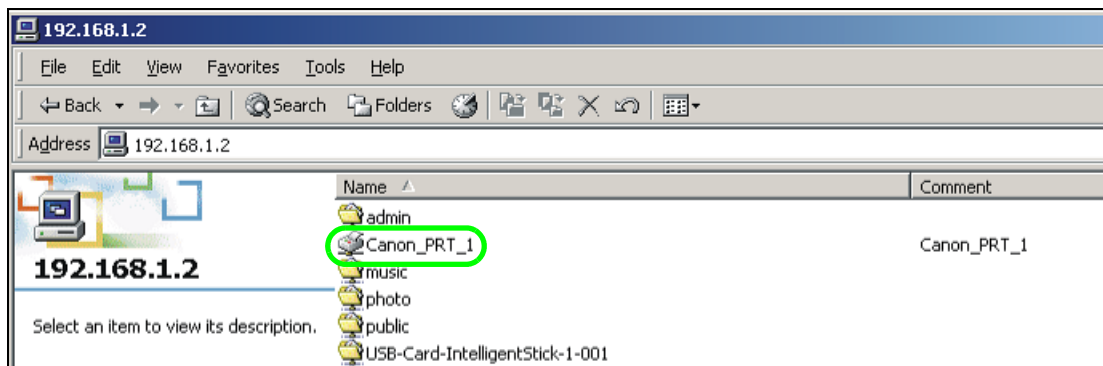 192.168.1.2
File Edit View Favorites Tools Help
Back Search Folders
Address 192.168.1.2
Name Comment
admin
Canon_PRT_1 Canon_PRT_1
music
photo
public
USB-Card-IntelligentStick-1-001
192.168.1.2
Select an item to view its description.